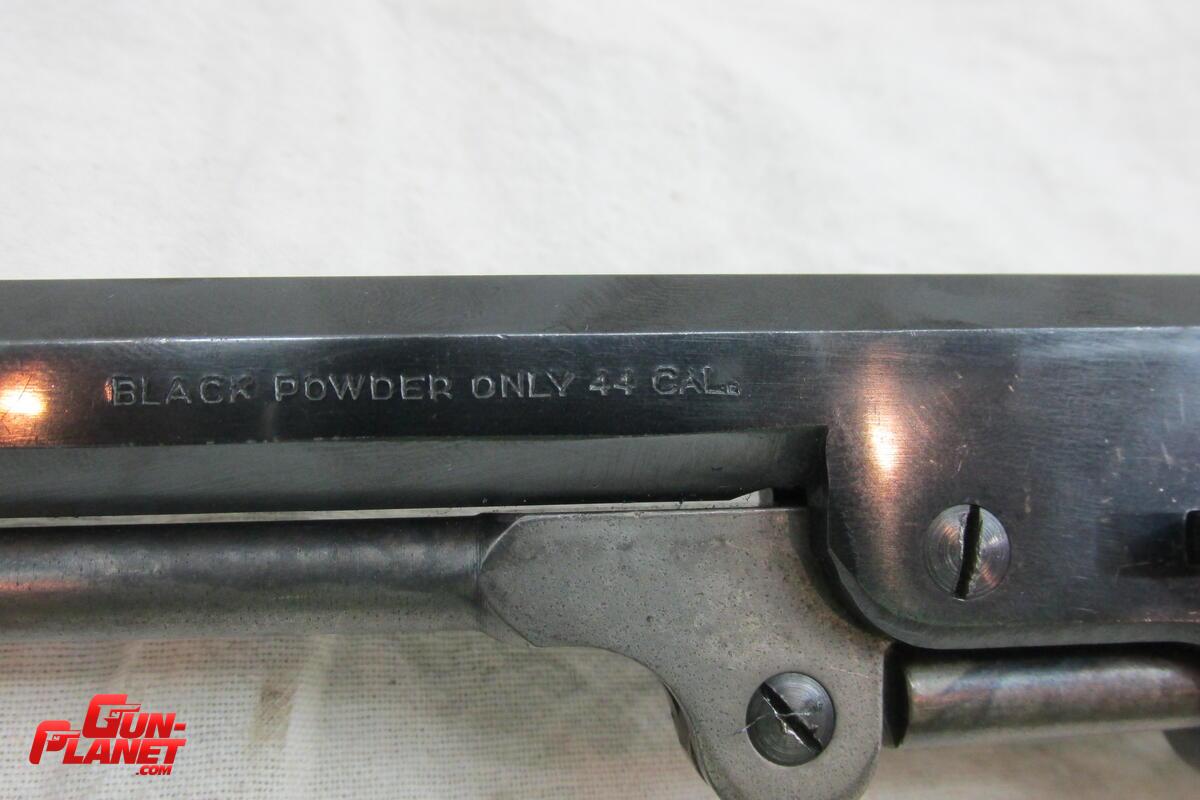 BLACK POWDER ONLY 44 CAL.
GUN-
PLANET
.COM